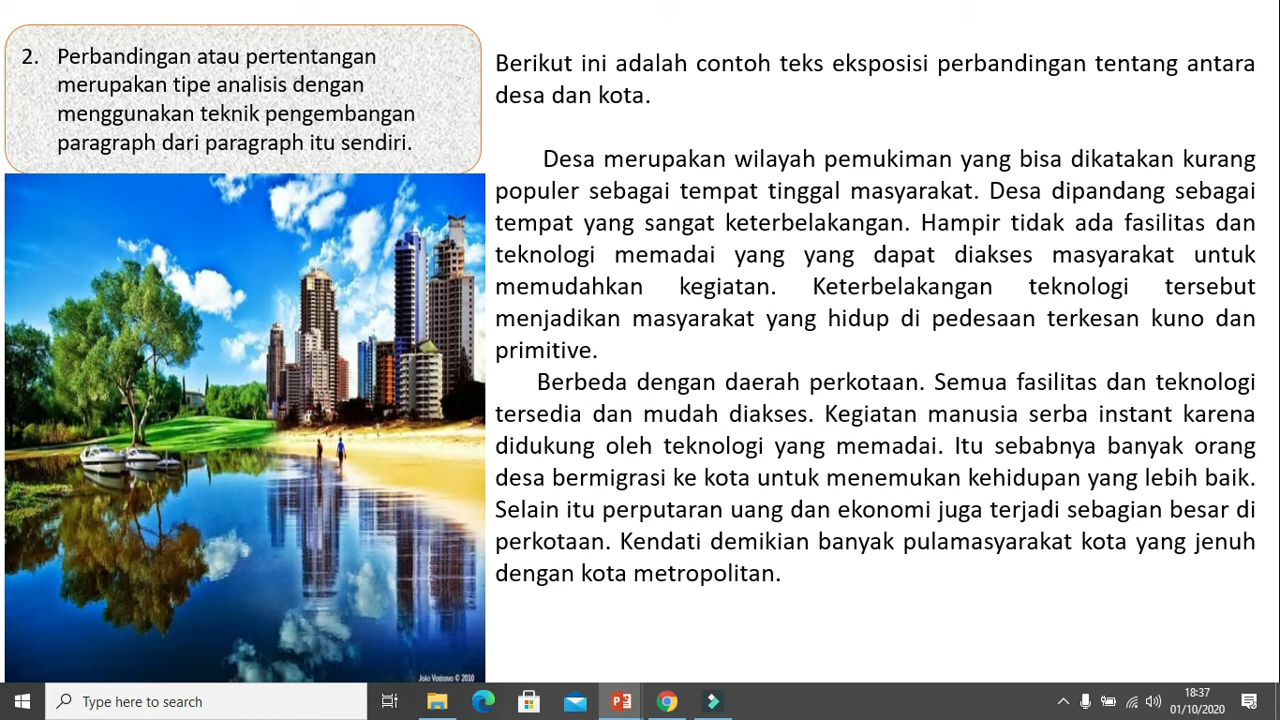 2. Perbandingan atau pertentangan
merupakan tipe analisis dengan
menggunakan teknik pengembangan
paragraph dari paragraph itu sendiri.
Berikut ini adalah contoh teks eksposisi perbandingan tentang antara
desa dan kota.
Desa merupakan wilayah pemukiman yang bisa dikatakan kurang
populer sebagai tempat tinggal masyarakat. Desa dipandang sebagai
tempat yang sangat keterbelakangan. Hampir tidak ada fasilitas dan
teknologi memadai yang yang dapat diakses masyarakat untuk
memudahkan kegiatan. Keterbelakangan teknologi tersebut
menjadikan masyarakat yang hidup di pedesaan terkesan kuno dan
primitive.
Berbeda dengan daerah perkotaan. Semua fasilitas dan teknologi
tersedia dan mudah diakses. Kegiatan manusia serba instant karena
didukung oleh teknologi yang memadai. Itu sebabnya banyak orang
desa bermigrasi ke kota untuk menemukan kehidupan yang lebih baik.
Selain itu perputaran uang dan ekonomi juga terjadi sebagian besar di
perkotaan. Kendati demikian banyak pulamasyarakat kota yang jenuh
dengan kota metropolitan.
© 2010
Type here to search
18:37
01/10/2020